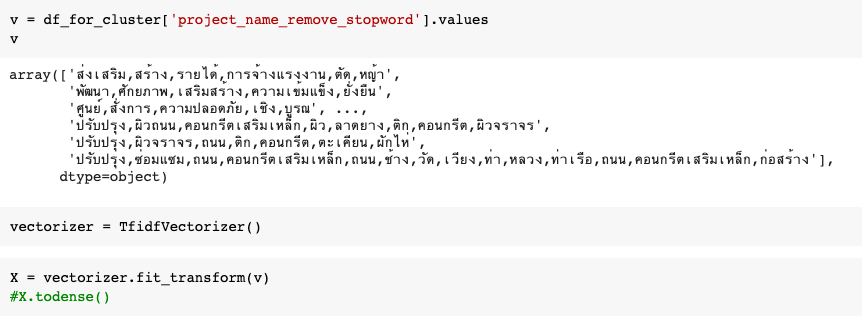 v = df_for_cluster['project_name_remove_stopword'].values
v
array(['ส่งเสริม,สร้าง,รายได้,การจ้างแรงงาน,ตัด,หญ้า',
'พัฒนา,ศักยภาพ,เสริมสร้าง,ความเข้มแข็ง,ยั่งยืน',
'ศูนย์,สั่งการ,ความปลอดภัย,เชิง,บูรณ', ...,
'ปรับปรุง,ผิวถนน,คอนกรีตเสริมเหล็ก,ผิว,ลาดยาง,ติก,คอนกรีต,ผิวจราจร',
'ปรับปรุง,ผิวจราจร,ถนน,ติก,คอนกรีต,ตะเคียน,ผักไห่',
'ปรับปรุง,ซ่อมแซม,ถนน,คอนกรีตเสริมเหล็ก,ถนน,ช้าง,วัด,เวียง,ท่า,หลวง,ท่าเรือ,ถนน,คอนกรีตเสริมเหล็ก,ก่อสร้าง'],
dtype=object)
vectorizer = TfidfVectorizer()
X = vectorizer.fit_transform(v)
#X.todense()